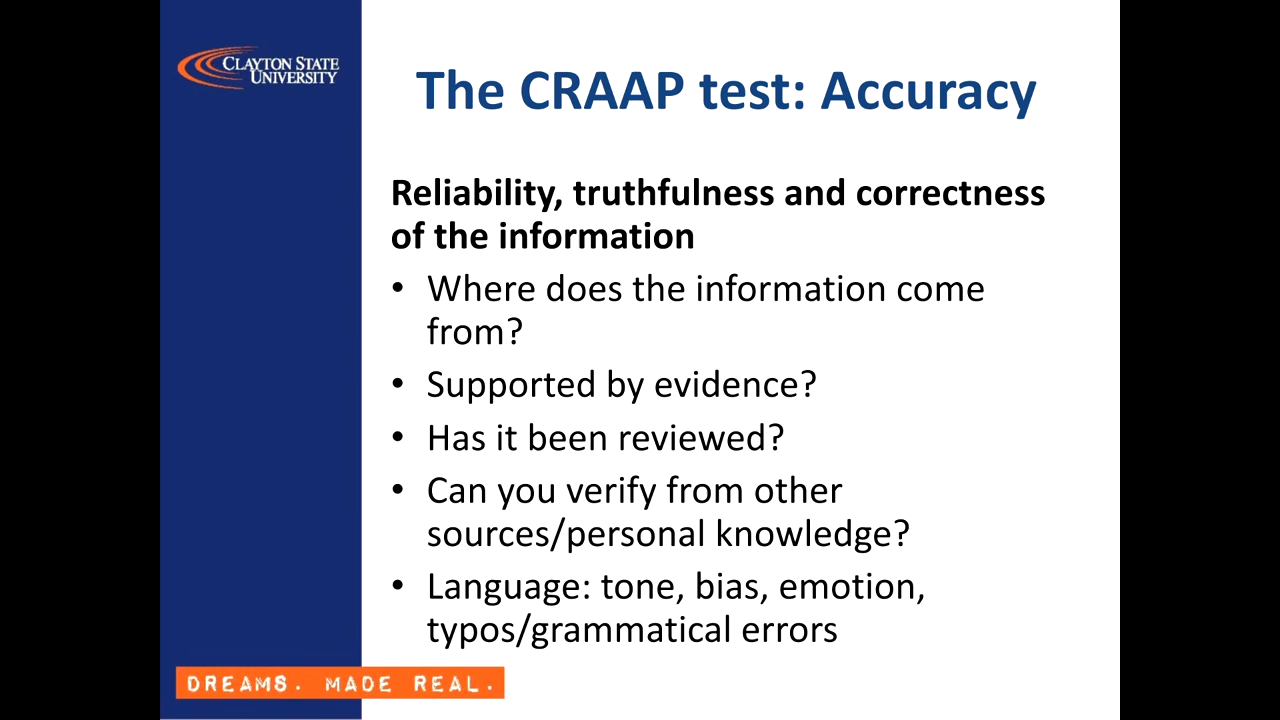 CLAYTON STATE
UNIVERSITY
The CRAAP test: Accuracy
Reliability, truthfulness and correctness
of the information
• Where does the information come
from?
• Supported by evidence?
• Has it been reviewed?
• Can you verify from other
sources/personal knowledge?
• Language: tone, bias, emotion,
typos/grammatical errors
DREAMS. MADE REAL.